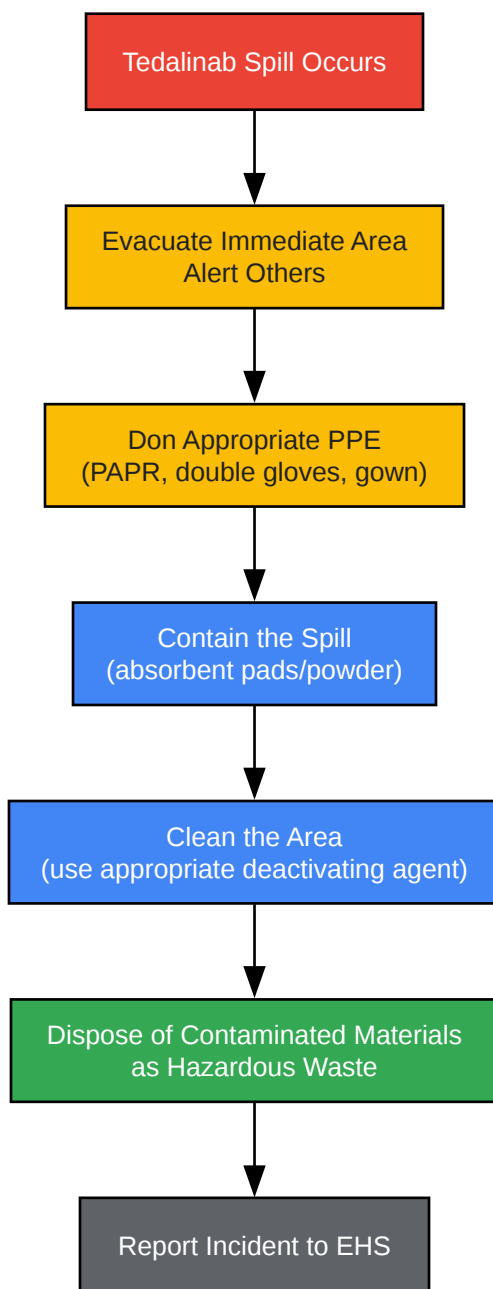 Tedalinab Spill Occurs
Evacuate Immediate Area
Alert Others
Don Appropriate PPE
(PAPR, double gloves, gown)
Contain the Spill
(absorbent pads/powder)
Clean the Area
(use appropriate deactivating agent)
Dispose of Contaminated Materials
as Hazardous Waste
Report Incident to EHS